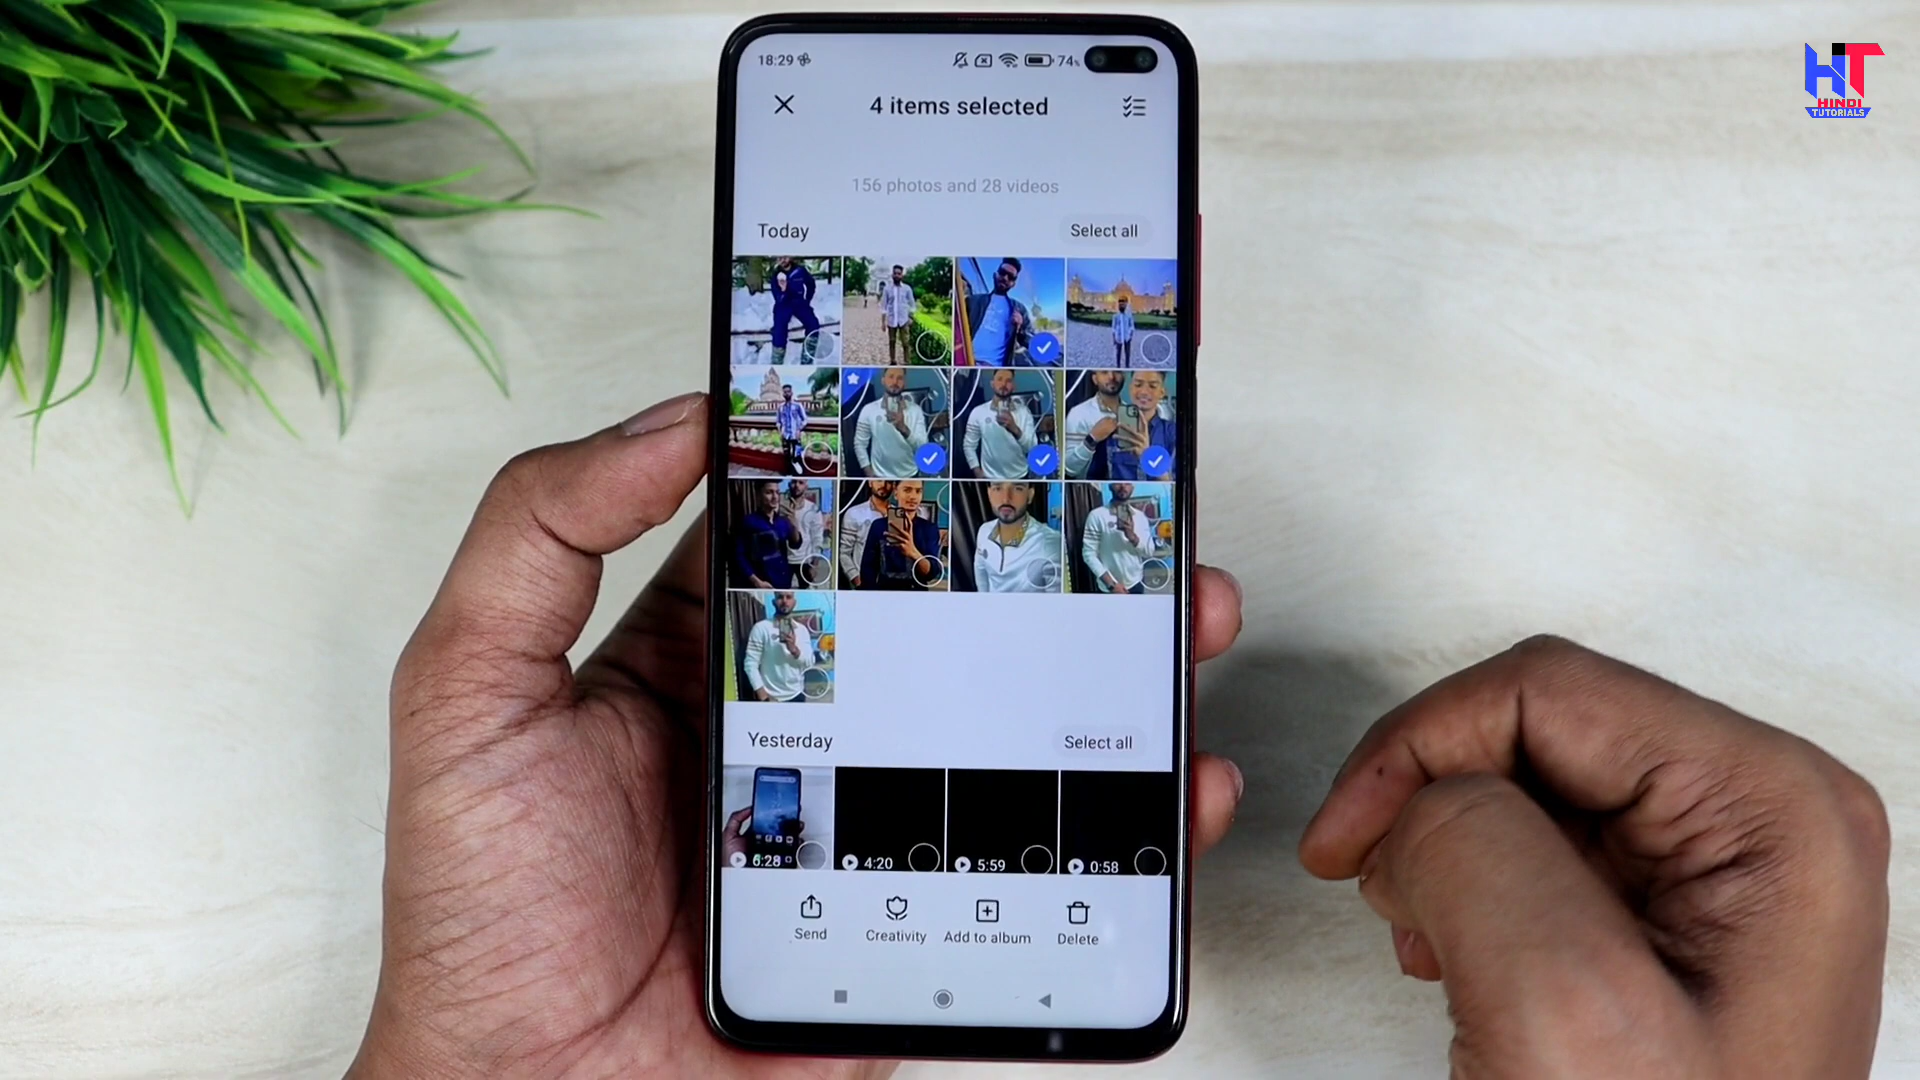 HT
HINDI
TUTORIALS
18:29
74%
4 items selected
156 photos and 28 videos
Today
Select all
Yesterday
Select all
6:28
4:20
5:59
0:58
Send
Creativity
Add to album
Delete